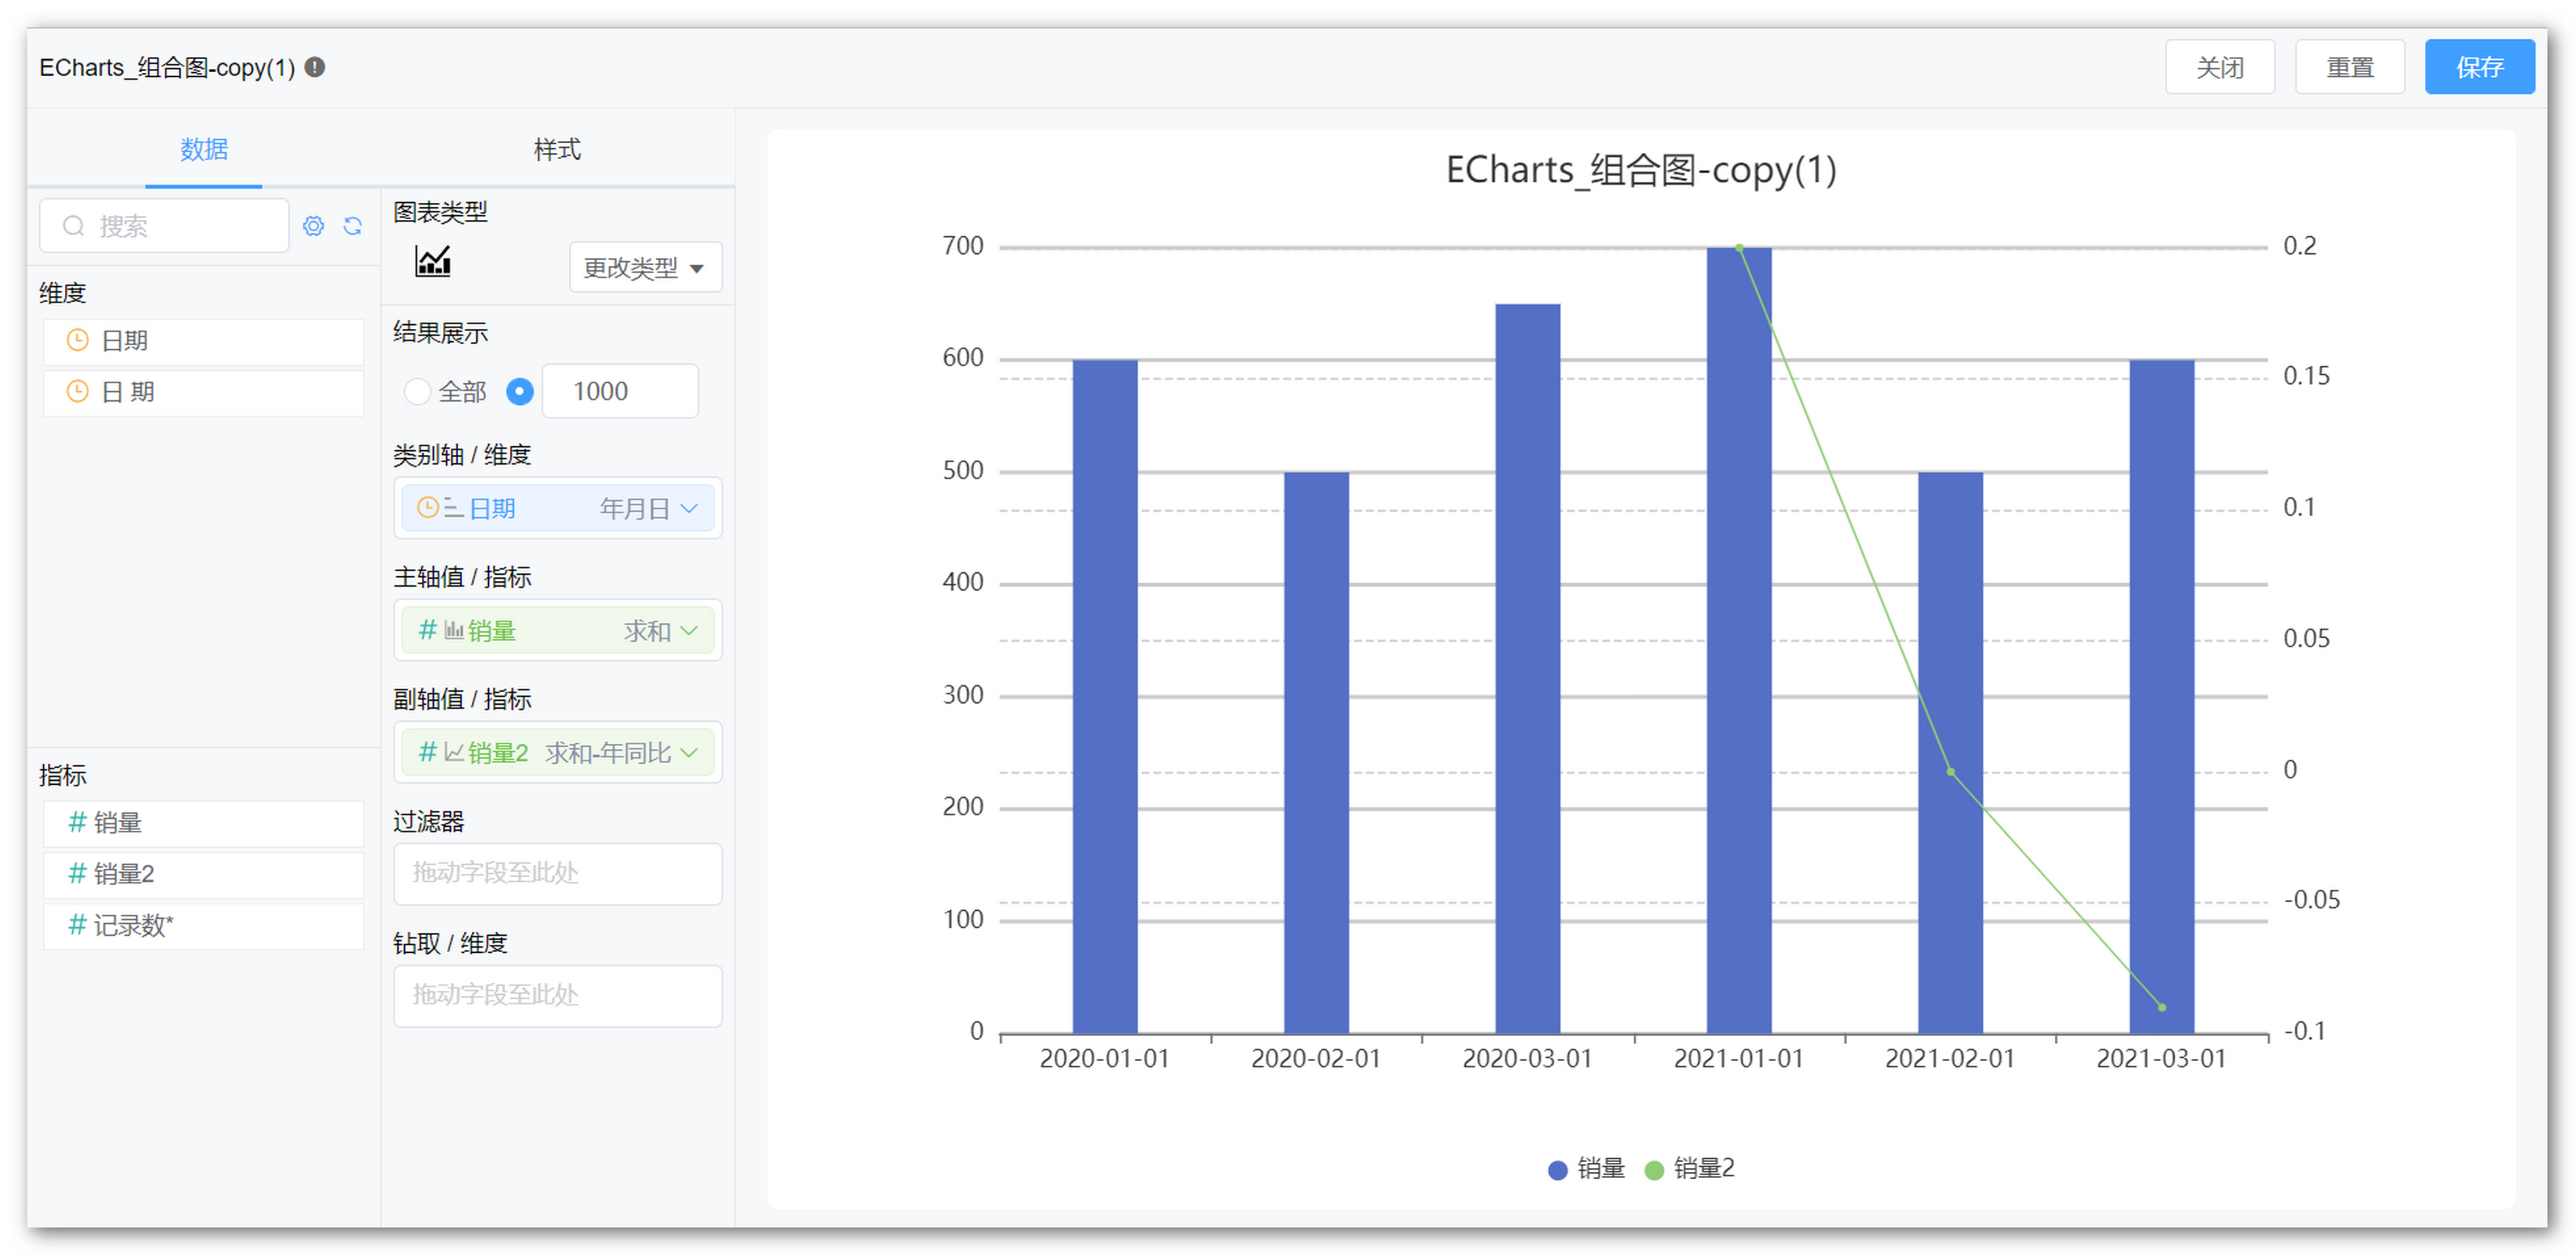 ECharts_组合图-copy(1)
关闭 重置 保存
数据 样式
搜索
维度
日期
日 期
指标
# 销量
# 销量2
# 记录数*
图表类型
更改类型
结果展示
全部 1000
类别轴 / 维度
日期 年月日
主轴值 / 指标
# 销量 求和
副轴值 / 指标
# 销量2 求和-年同比
过滤器
拖动字段至此处
钻取 / 维度
拖动字段至此处
ECharts_组合图-copy(1)
700
600
500
400
300
200
100
0
0.2
0.15
0.1
0.05
0
-0.05
-0.1
2020-01-01 2020-02-01 2020-03-01 2021-01-01 2021-02-01 2021-03-01
销量 销量2